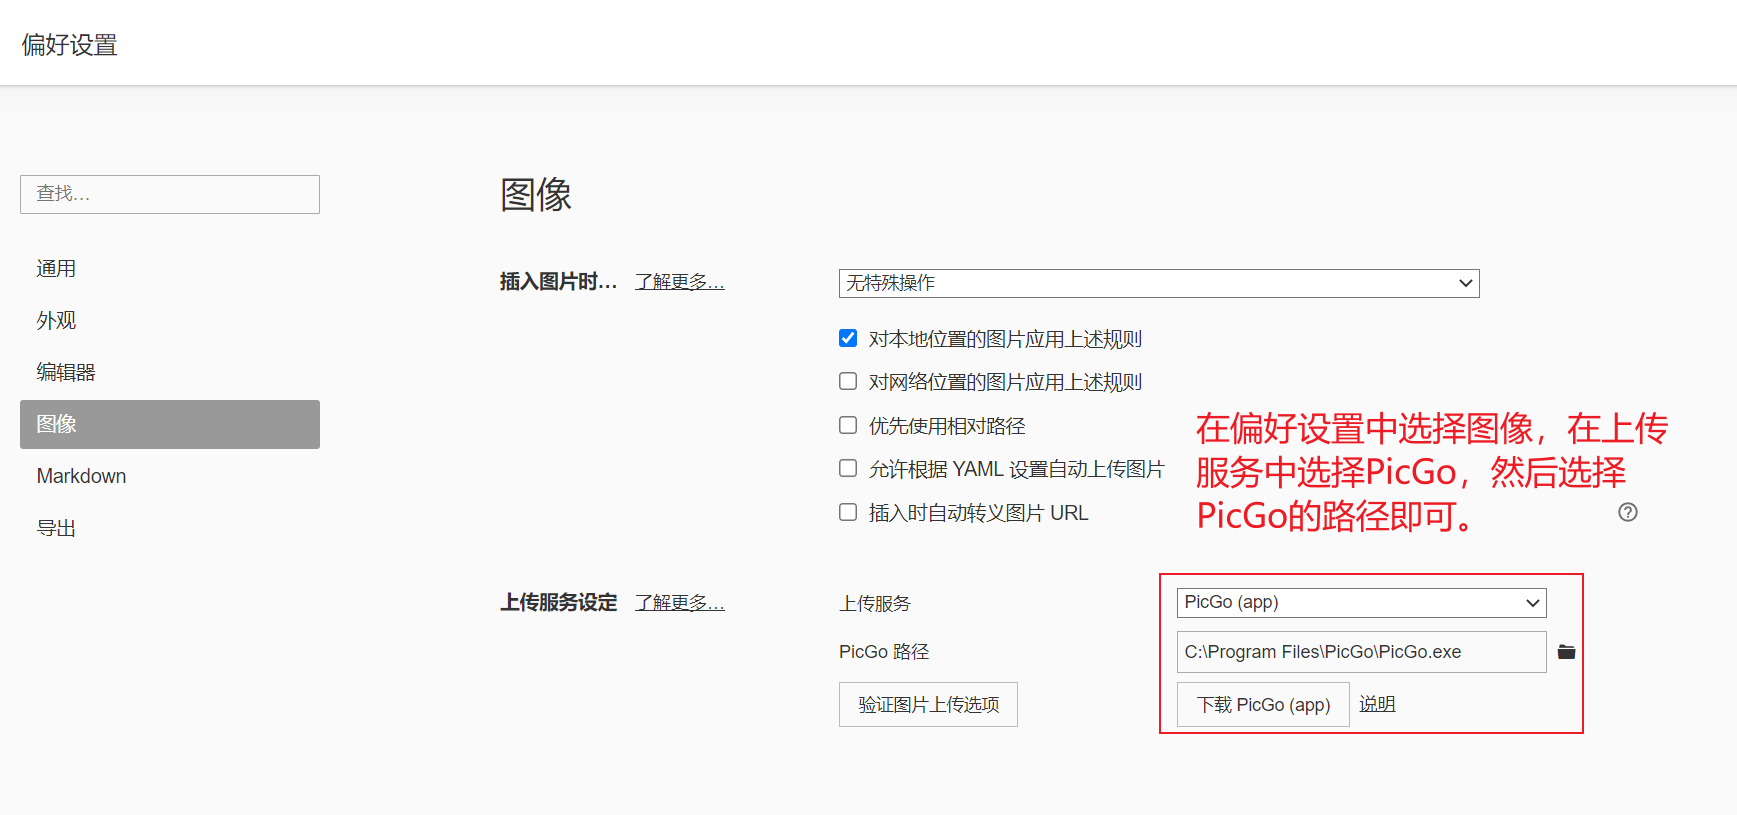 偏好设置
查找...
通用
外观
编辑器
图像
Markdown
导出
图像
插入图片时... 了解更多... 无特殊操作
对本地位置的图片应用上述规则
对网络位置的图片应用上述规则
优先使用相对路径
允许根据 YAML 设置自动上传图片
插入时自动转义图片 URL
在偏好设置中选择图像，在上传
服务中选择PicGo，然后选择
PicGo的路径即可。
上传服务设定 了解更多... 上传服务 PicGo (app)
PicGo 路径 C:\Program Files\PicGo\PicGo.exe
验证图片上传选项 下载 PicGo (app) 说明